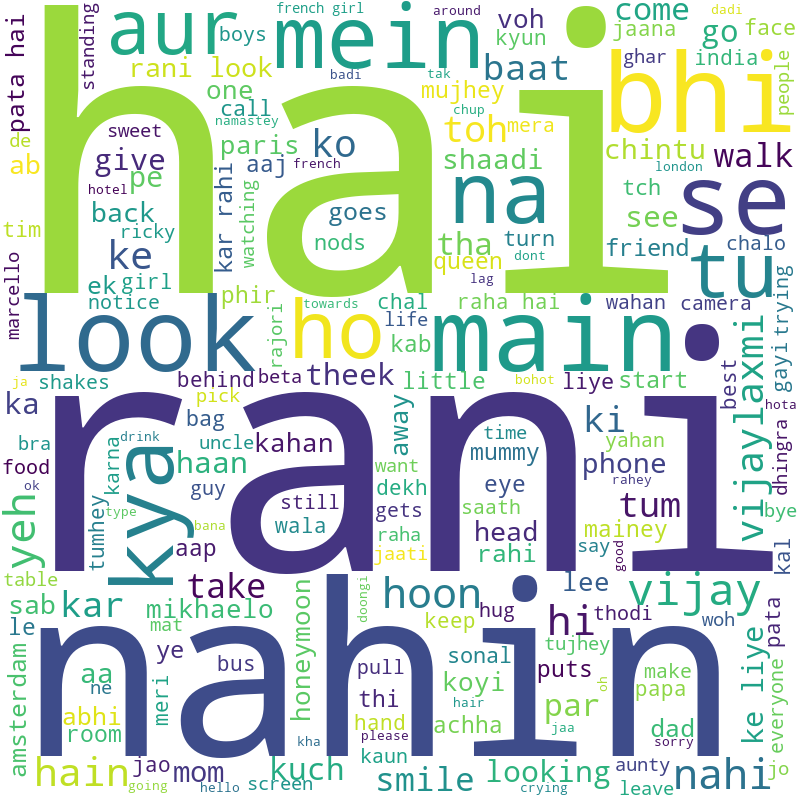 hai
rani
nahin
look
main
mein
bhi
aur
se
na
tu
ho
kya
toh
baat
ko
shaadi
chintu
walk
come
go
india
ghar
face
people
jaana
voh
kyun
french girl
around
dadi
boys
badi
tak
mujhey
mera
chup
standing
pata hai
rani look
one
call
namastey
sweet
paris
aaj
french
de
ab
give
pe
hotel
kar rahi
watching
goes
nods
back
ricky
tha
turn
queen
dont
see
tch
london
friend
chalo
tim
ke
ek
girl
notice
phir
rajori
towards
chal
lag
raha hai
wahan
camera
trying
marcello
life
kab
ja
shakes
behind
beta
theek
little
bohot
liye
start
best
gayi
hota
vijaylaxmi
dhingra
ka
pick
bag
away
ki
yahan
bra
drink
uncle
kahan
time
mummy
phone
rahey
food
karna
haan
want
dekh
eye
ok
yeh
guy
still
gets
saath
tum
bye
type
bana
wala
raha
head
mainey
tumhey
aap
jaati
rahi
say
good
kal
table
take
doongi
hoon
lee
vijay
sab
kar
mikhaelo
honeymoon
keep
hug
hi
thodi
woh
pata
le
mat
amsterdam
ye
bus
pull
sonal
puts
tujhey
aa
ne
meri
thi
koyi
hair
par
oh
make
papa
ke liye
everyone
abhi
room
hand
please
achha
jaa
dad
sorry
hain
jao
mom
kha
kuch
kaun
looking
aunty
nahi
jo
going
hello
screen
crying
smile
leave